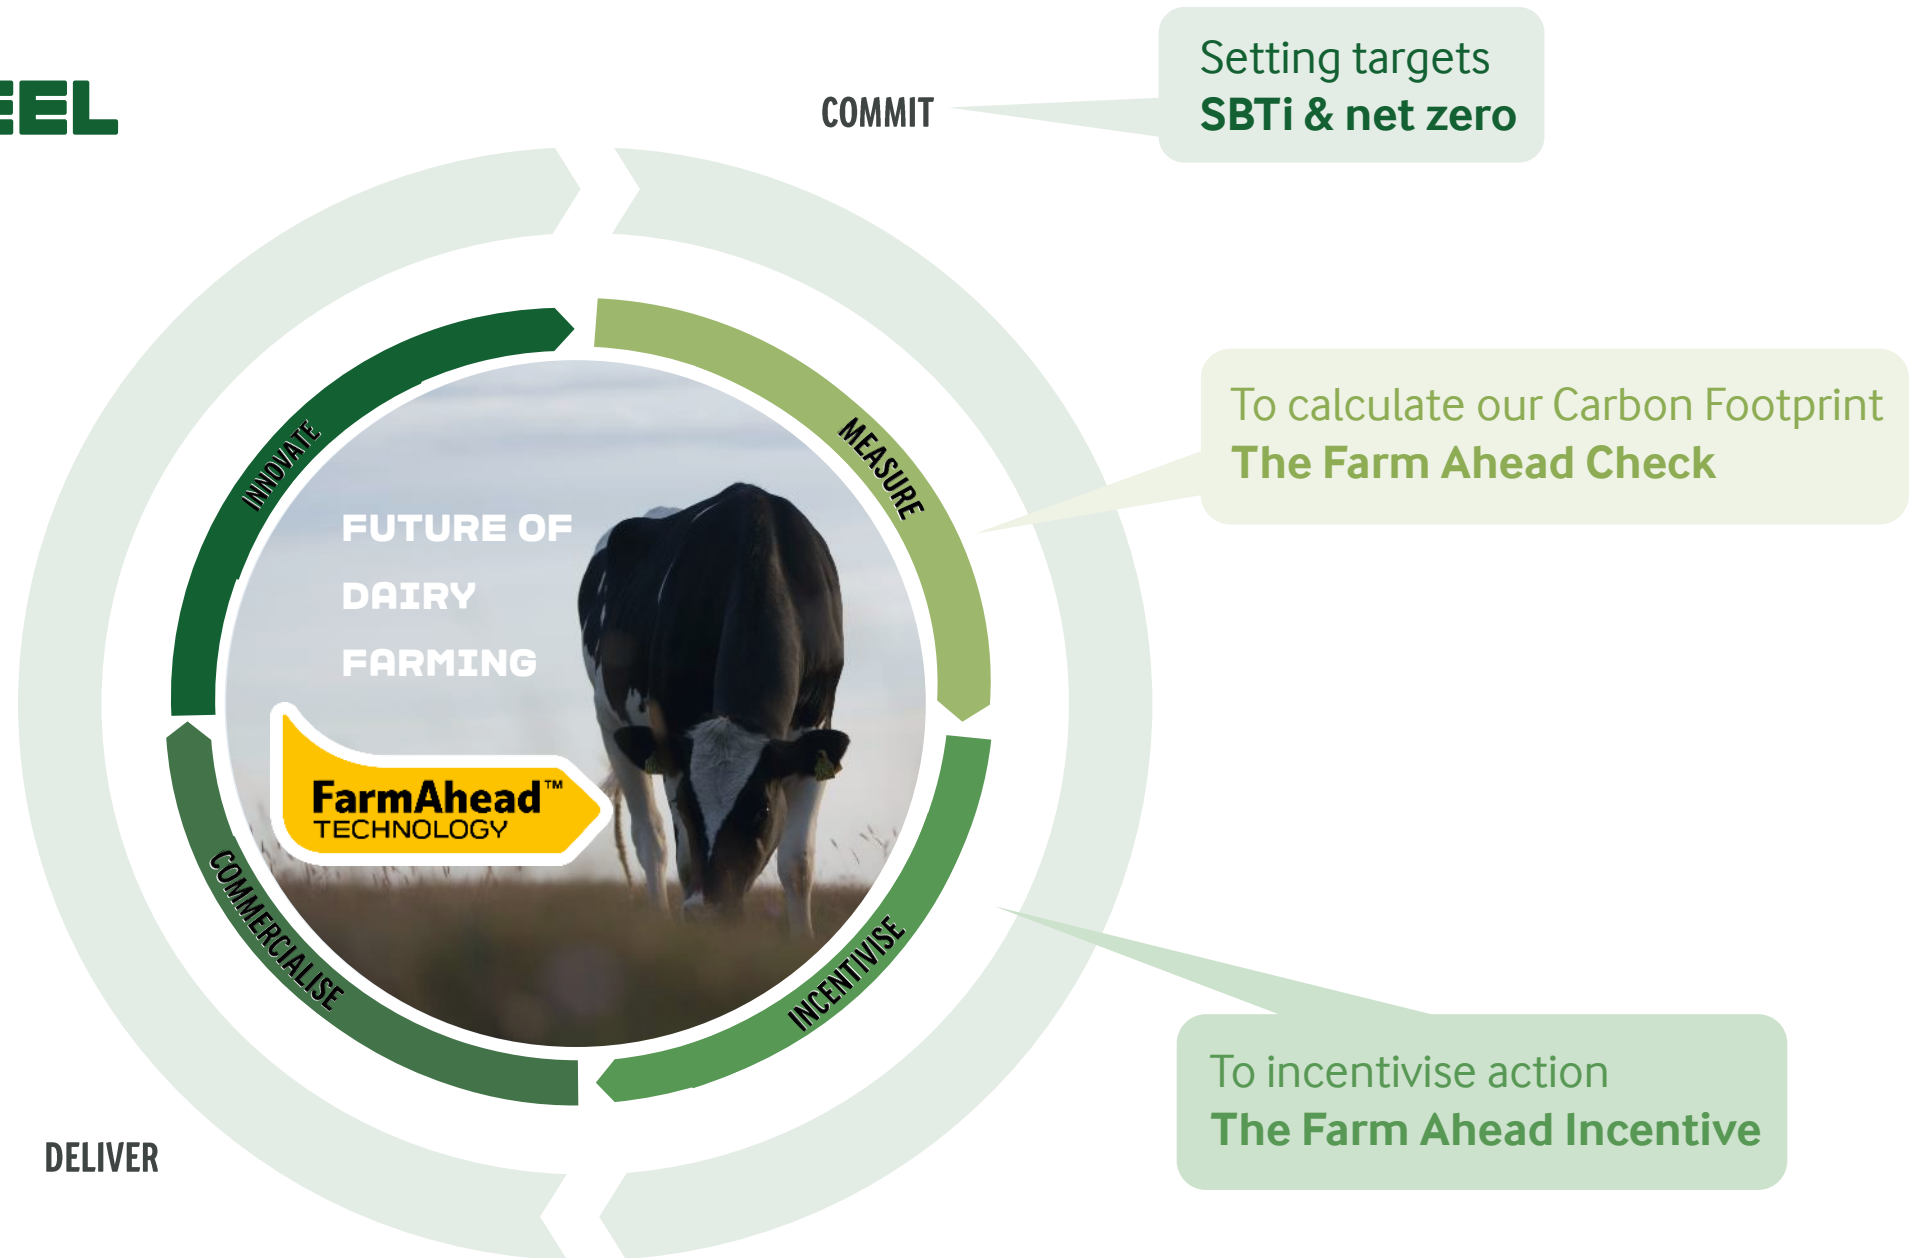 EEL
COMMIT
Setting targets
SBTi & net zero
INNOVATE
MEASURE
To calculate our Carbon Footprint
The Farm Ahead Check
FUTURE OF
DAIRY
FARMING
FarmAhead™
TECHNOLOGY
COMMERCIALISE
INCENTIVISE
To incentivise action
The Farm Ahead Incentive
DELIVER